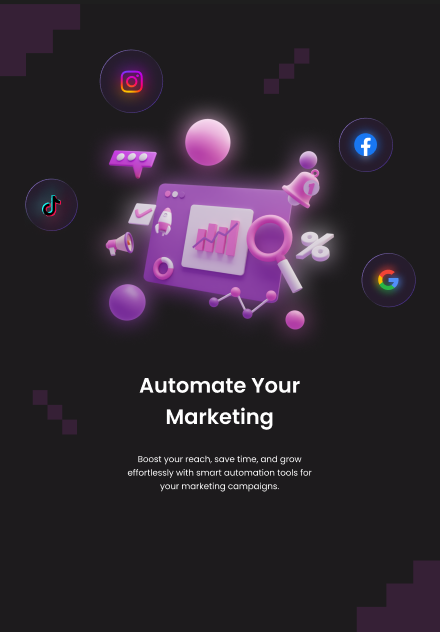 Automate Your
Marketing
Boost your reach, save time, and grow
effortlessly with smart automation tools for
your marketing campaigns.